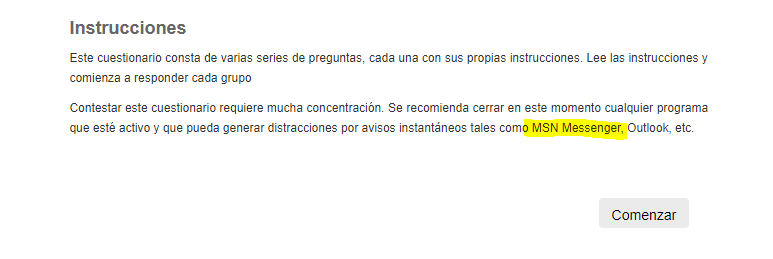 Instrucciones
Este cuestionario consta de varias series de preguntas, cada una con sus propias instrucciones. Lee las instrucciones y
comienza a responder cada grupo
Contestar este cuestionario requiere mucha concentración. Se recomienda cerrar en este momento cualquier programa
que esté activo y que pueda generar distracciones por avisos instantáneos tales como MSN Messenger, Outlook, etc.
Comenzar